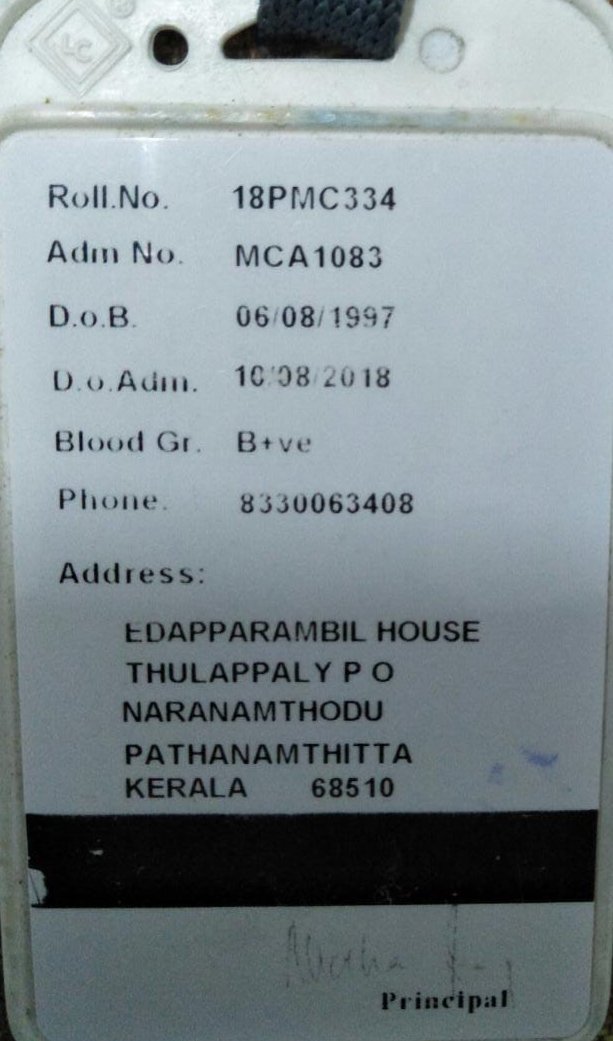 LC
Roll.No. 18PMC334
Adm No. MCA1083
D.o.B. 06/08/1997
D.o.Adm. 10/08/2018
Blood Gr. B+ve
Phone. 8330063408
Address:
EDAPPARAMBIL HOUSE
THULAPPALY P O
NARANAMTHODU
PATHANAMTHITTA
KERALA 68510
Principal